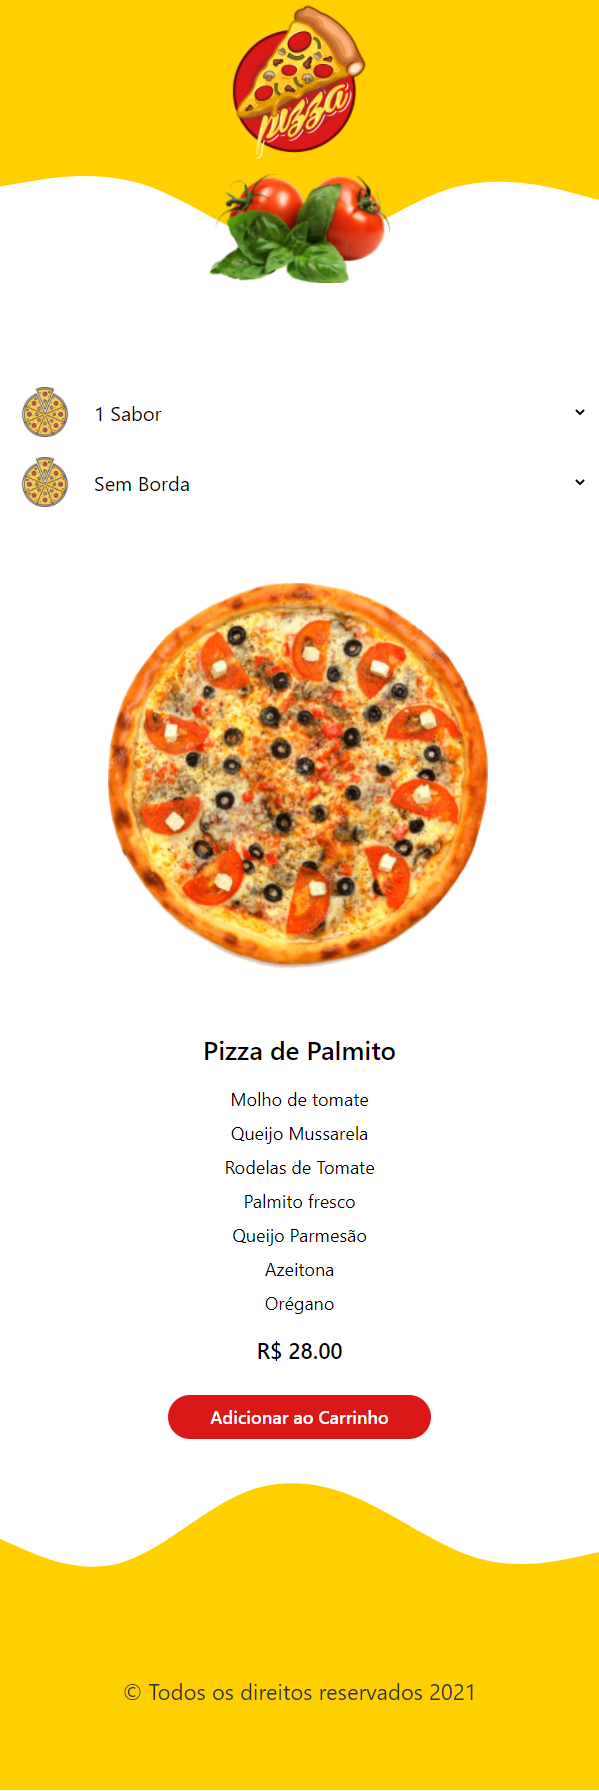 pizza
1 Sabor
Sem Borda
Pizza de Palmito
Molho de tomate
Queijo Mussarela
Rodelas de Tomate
Palmito fresco
Queijo Parmesão
Azeitona
Orégano
R$ 28.00
Adicionar ao Carrinho
© Todos os direitos reservados 2021